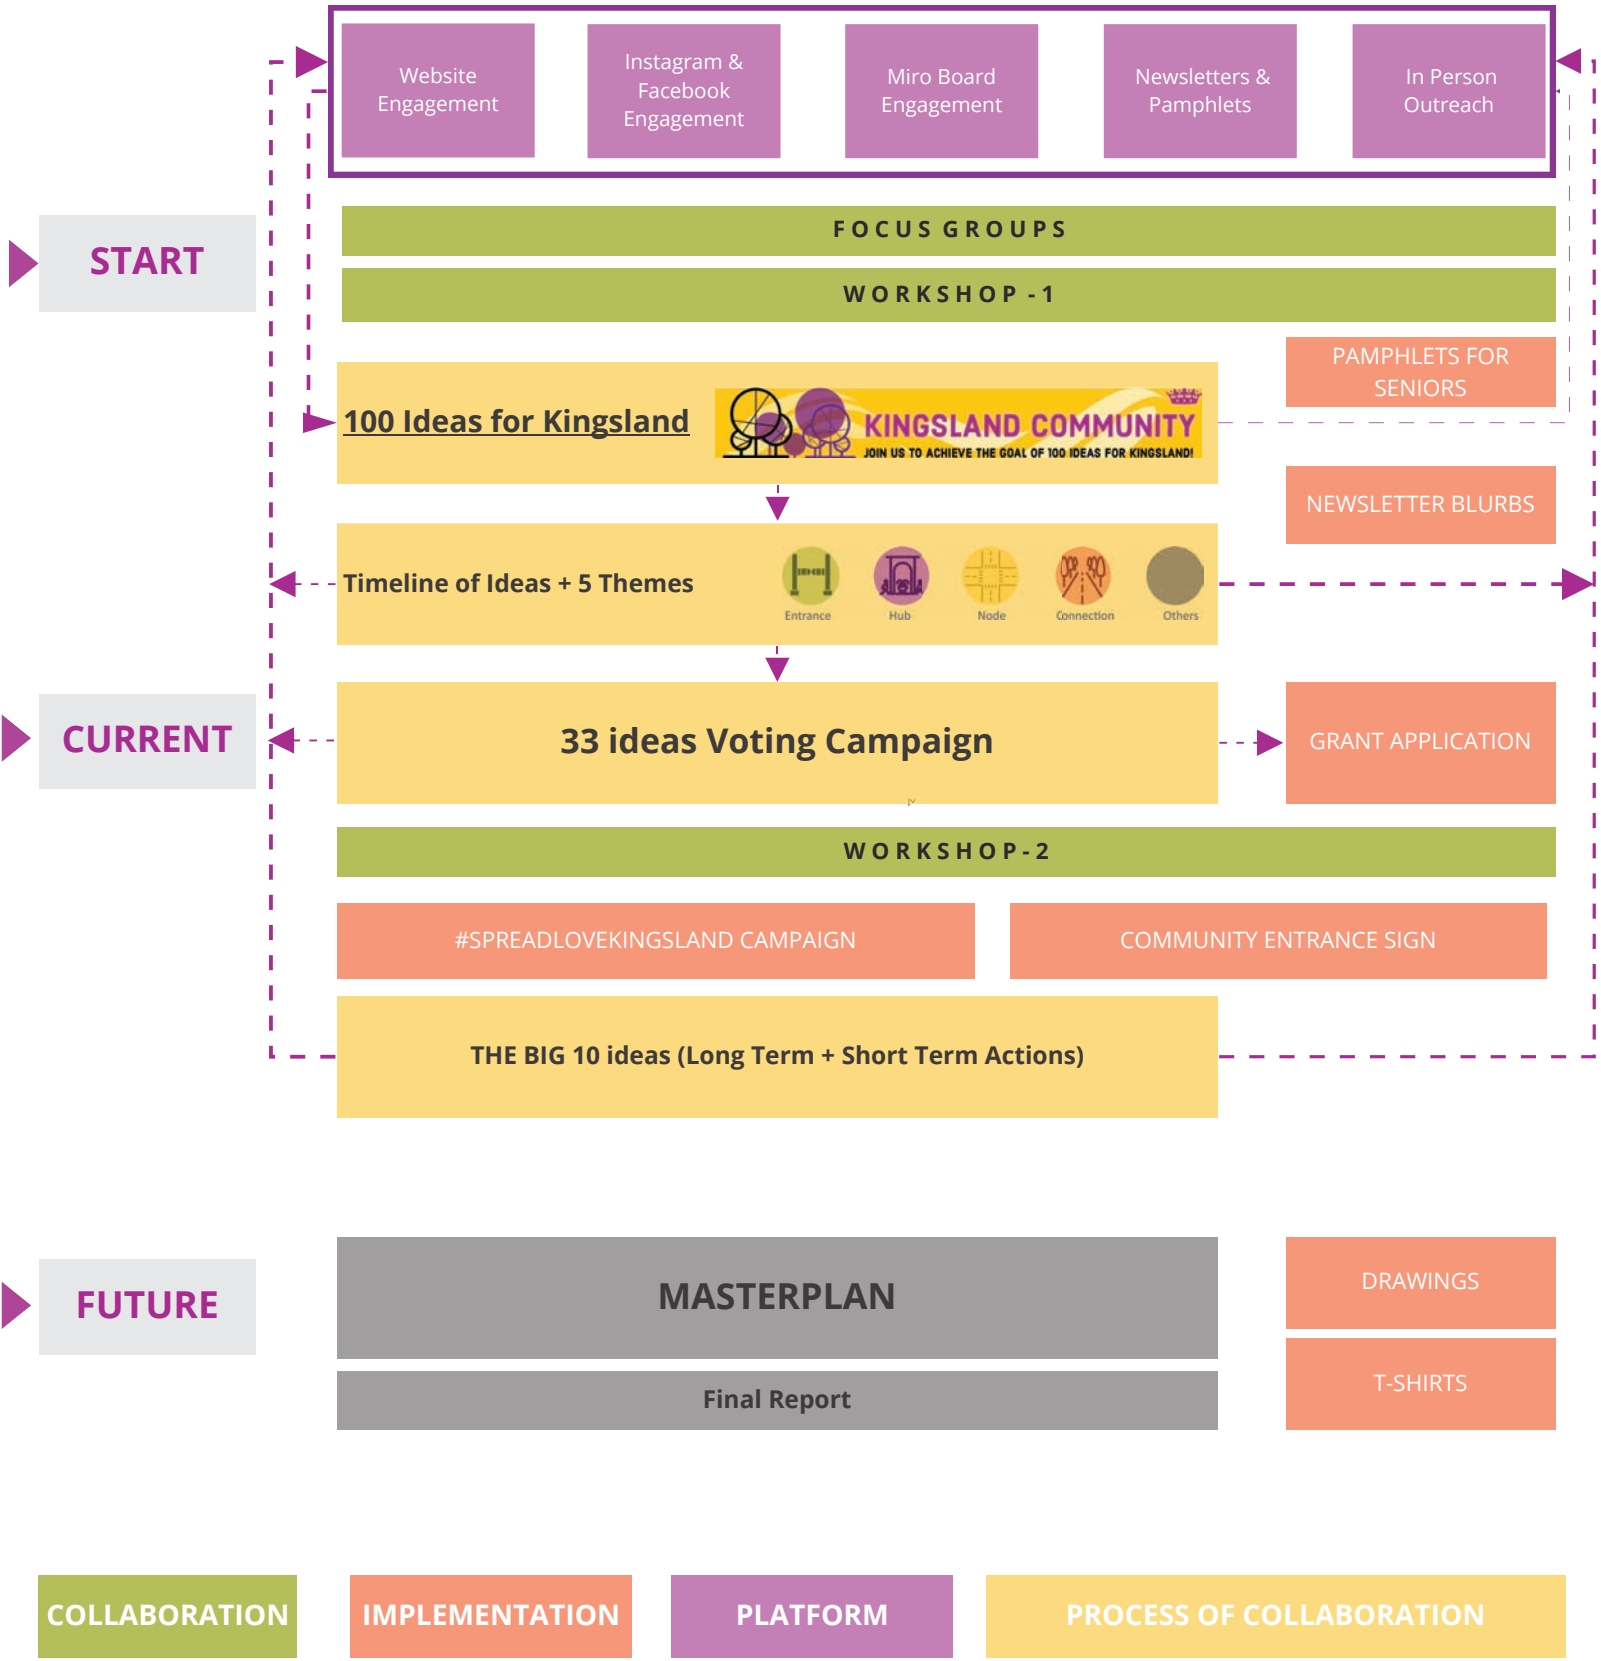 Website
Engagement
Instagram &
Facebook
Engagement
Miro Board
Engagement
Newsletters &
Pamphlets
In Person
Outreach
START
FOCUS GROUPS
WORKSHOP - 1
PAMPHLETS FOR
SENIORS
100 Ideas for Kingsland
KINGSLAND COMMUNITY
JOIN US TO ACHIEVE THE GOAL OF 100 IDEAS FOR KINGSLAND!
NEWSLETTER BLURBS
Timeline of Ideas + 5 Themes
Entrance
Hub
Node
Connection
Others
CURRENT
33 ideas Voting Campaign
GRANT APPLICATION
WORKSHOP-2
#SPREADLOVEKINGSLAND CAMPAIGN
COMMUNITY ENTRANCE SIGN
THE BIG 10 ideas (Long Term + Short Term Actions)
FUTURE
MASTERPLAN
DRAWINGS
Final Report
T-SHIRTS
COLLABORATION
IMPLEMENTATION
PLATFORM
PROCESS OF COLLABORATION